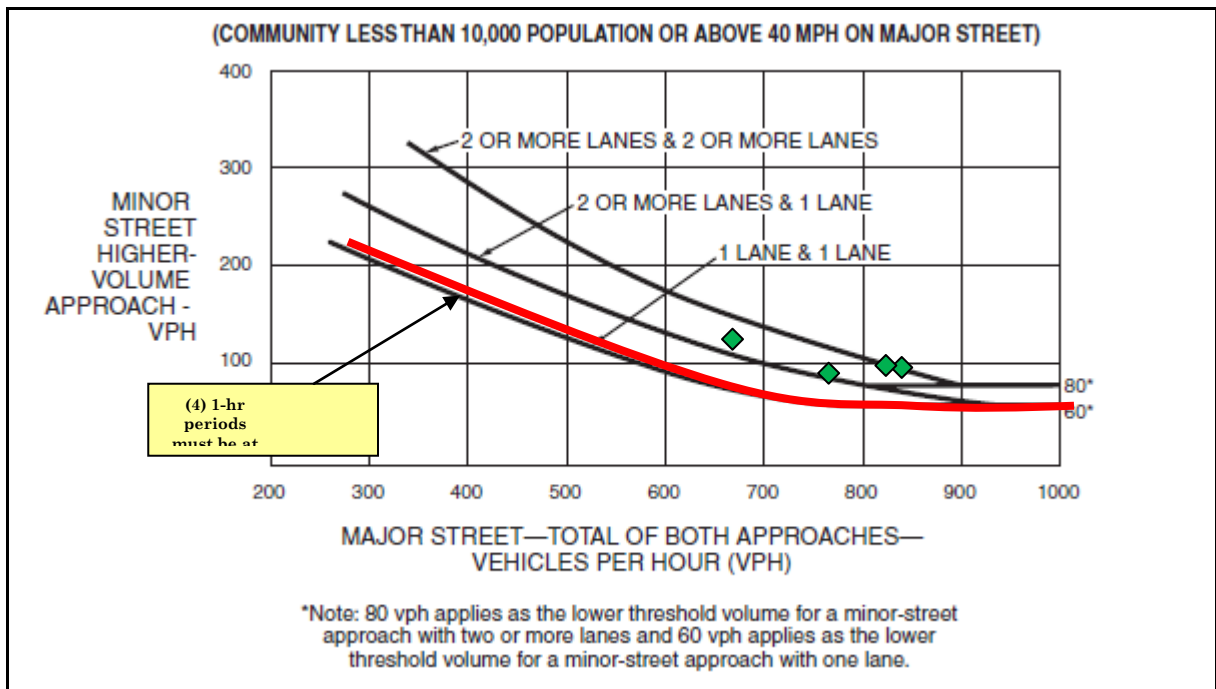 (COMMUNITY LESS THAN 10,000 POPULATION OR ABOVE 40 MPH ON MAJOR STREET)
400
300
200
100
MINOR
STREET
HIGHER-
VOLUME
APPROACH -
VPH
2 OR MORE LANES & 2 OR MORE LANES
2 OR MORE LANES & 1 LANE
1 LANE & 1 LANE
(4) 1-hr
periods
must be at
80*
60*
200 300 400 500 600 700 800 900 1000
MAJOR STREET—TOTAL OF BOTH APPROACHES—
VEHICLES PER HOUR (VPH)
*Note: 80 vph applies as the lower threshold volume for a minor-street
approach with two or more lanes and 60 vph applies as the lower
threshold volume for a minor-street approach with one lane.